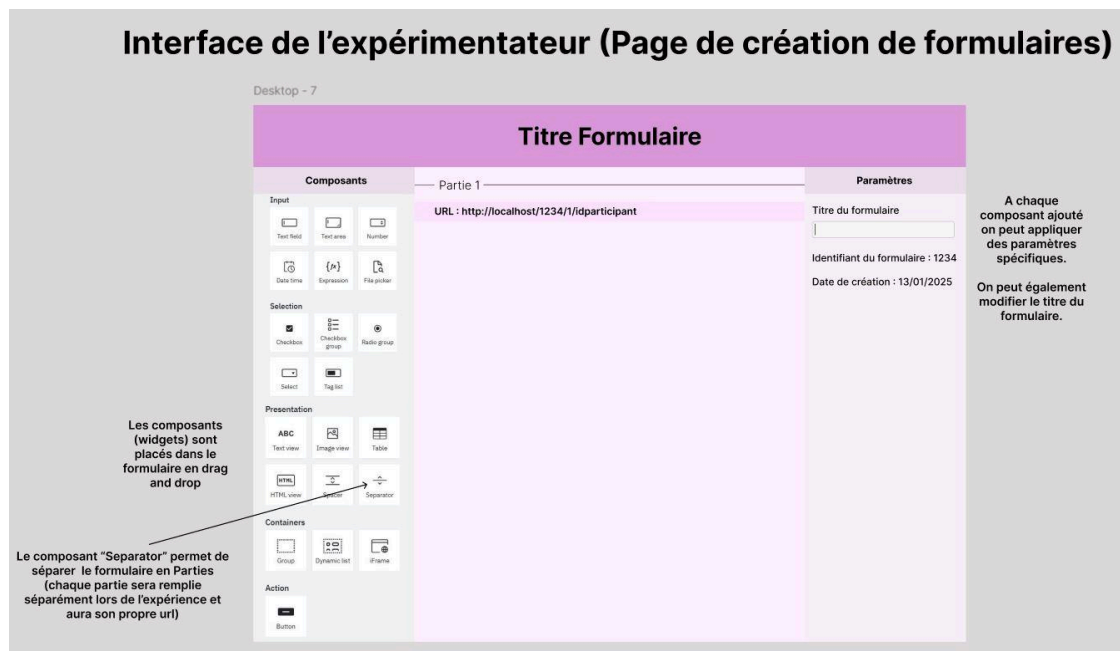 Interface de l'expérimentateur (Page de création de formulaires)
Desktop - 7
Titre Formulaire
Composants
Input
Text field
Text area
Number
Date time
Expression
File picker
Selection
Checkbox
Checkbox
group
Radio group
Select
Tag list
Presentation
ABC
Text view
Image view
Table
HTML
HTML view
Spacer
Separator
Containers
Group
Dynamic list
iFrame
Action
Button
Partie 1
URL : http://localhost/1234/1/idparticipant
Paramètres
Titre du formulaire
Identifiant du formulaire : 1234
Date de création : 13/01/2025
A chaque
composant ajouté
on peut appliquer
des paramètres
spécifiques.
On peut également
modifier le titre du
formulaire.
Les composants
(widgets) sont
placés dans le
formulaire en drag
and drop
Le composant “Separator” permet de
séparer le formulaire en Parties
(chaque partie sera remplie
séparément lors de l'expérience et
aura son propre url)